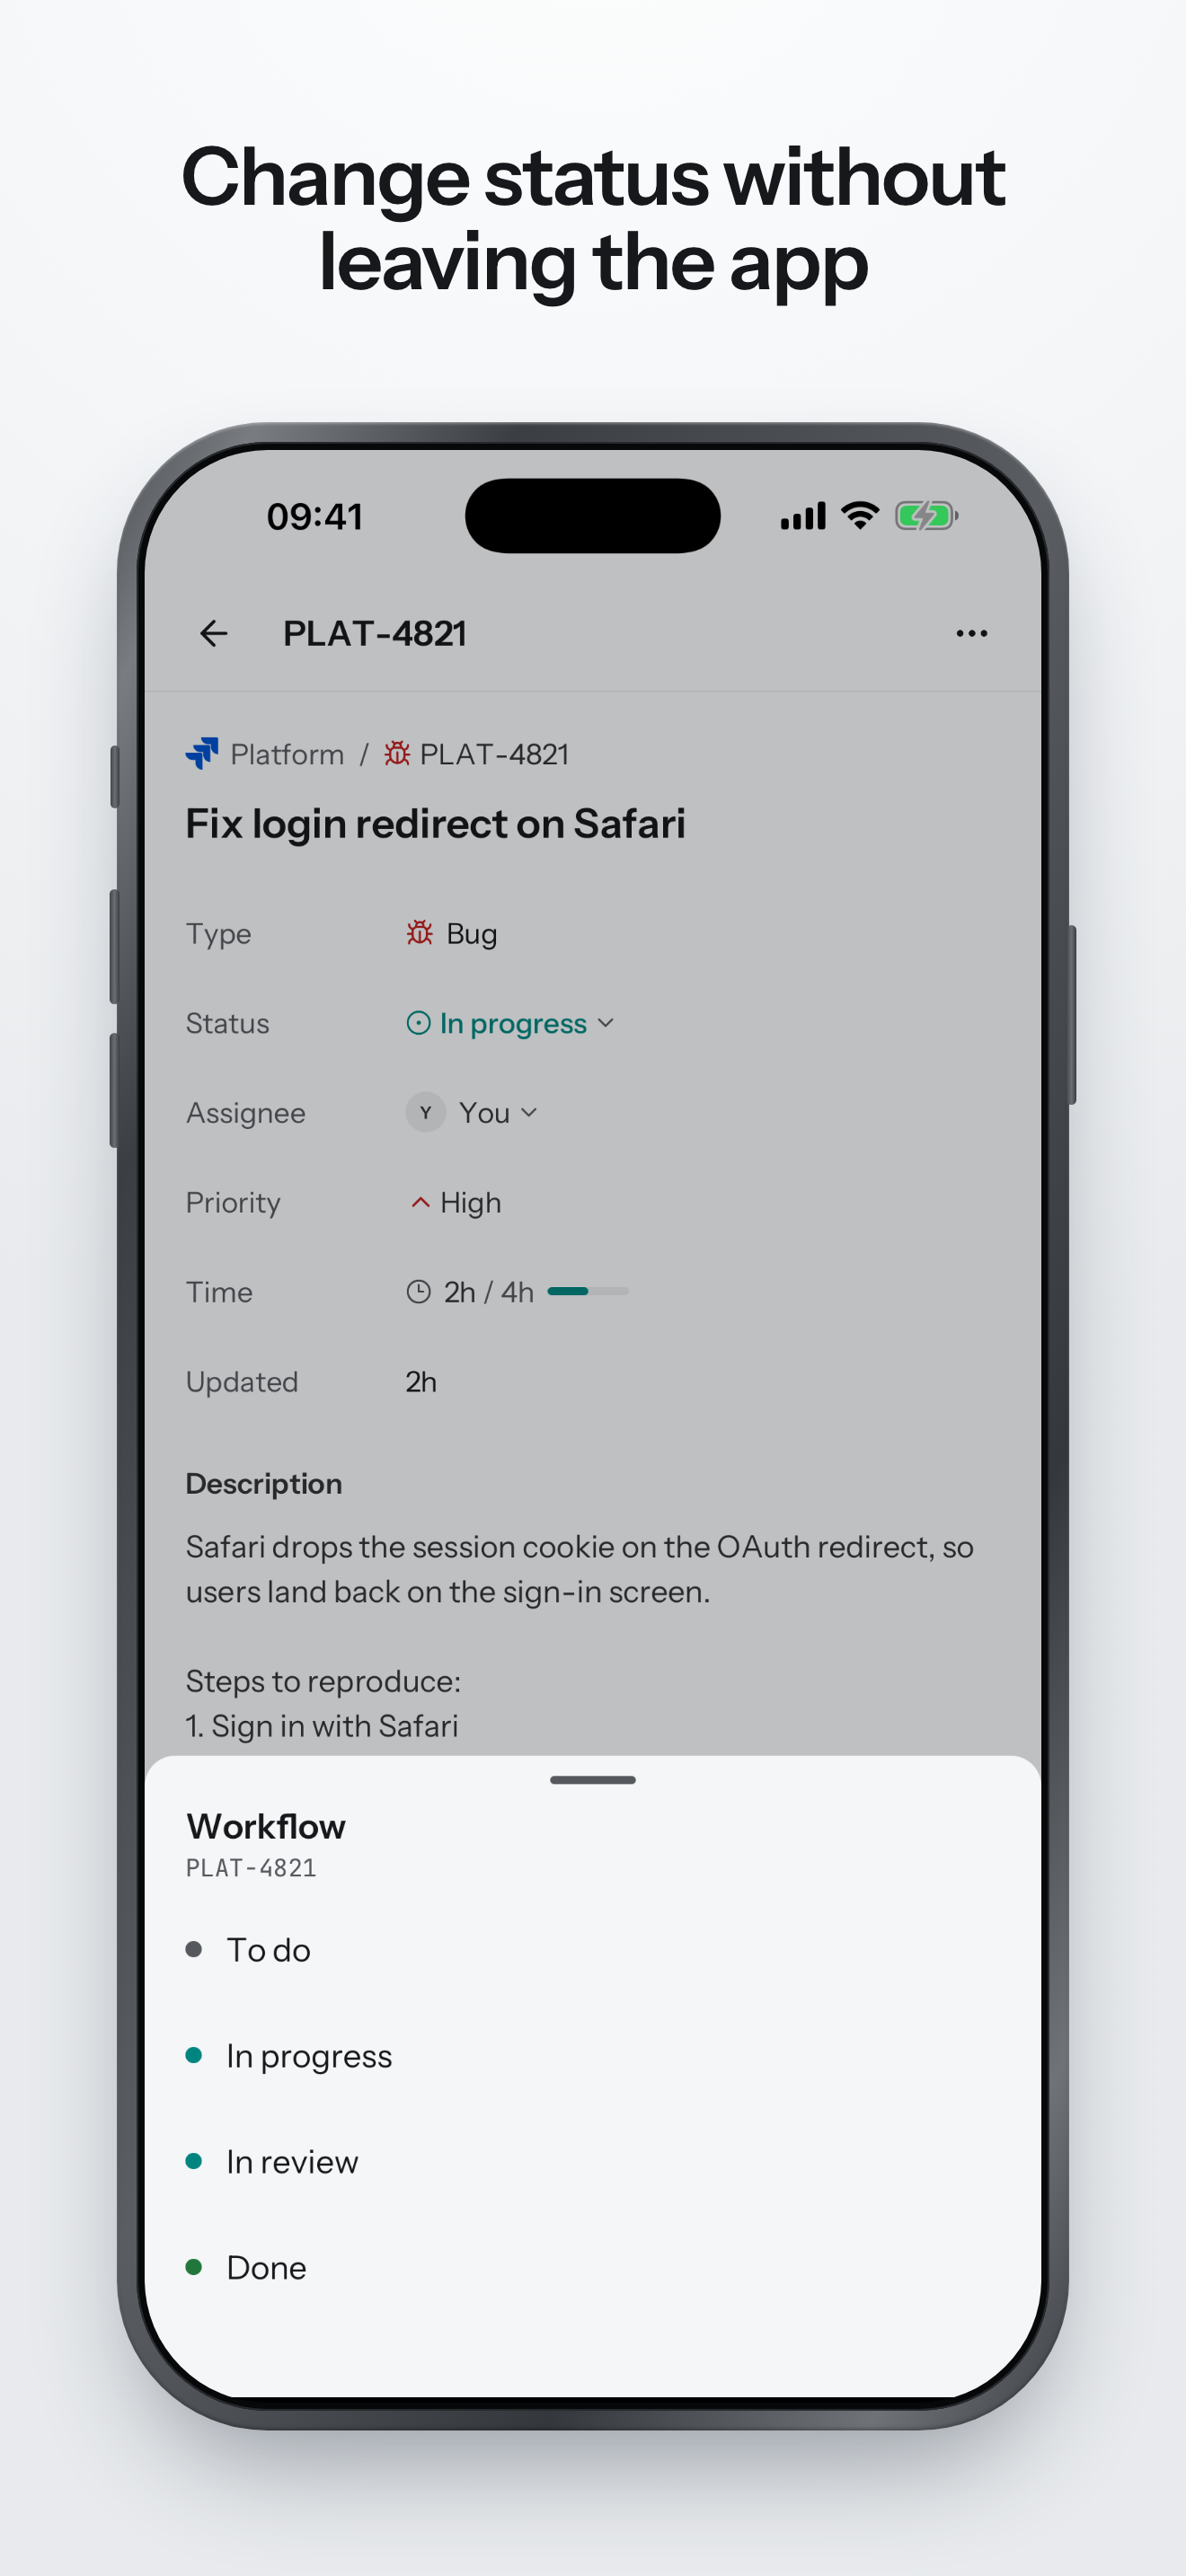 Change status without
leaving the app
09:41
PLAT-4821
Platform / PLAT-4821
Fix login redirect on Safari
Type Bug
Status In progress
Assignee Y You
Priority High
Time 2h / 4h
Updated 2h
Description
Safari drops the session cookie on the OAuth redirect, so
users land back on the sign-in screen.
Steps to reproduce:
1. Sign in with Safari
Workflow
PLAT-4821
To do
In progress
In review
Done